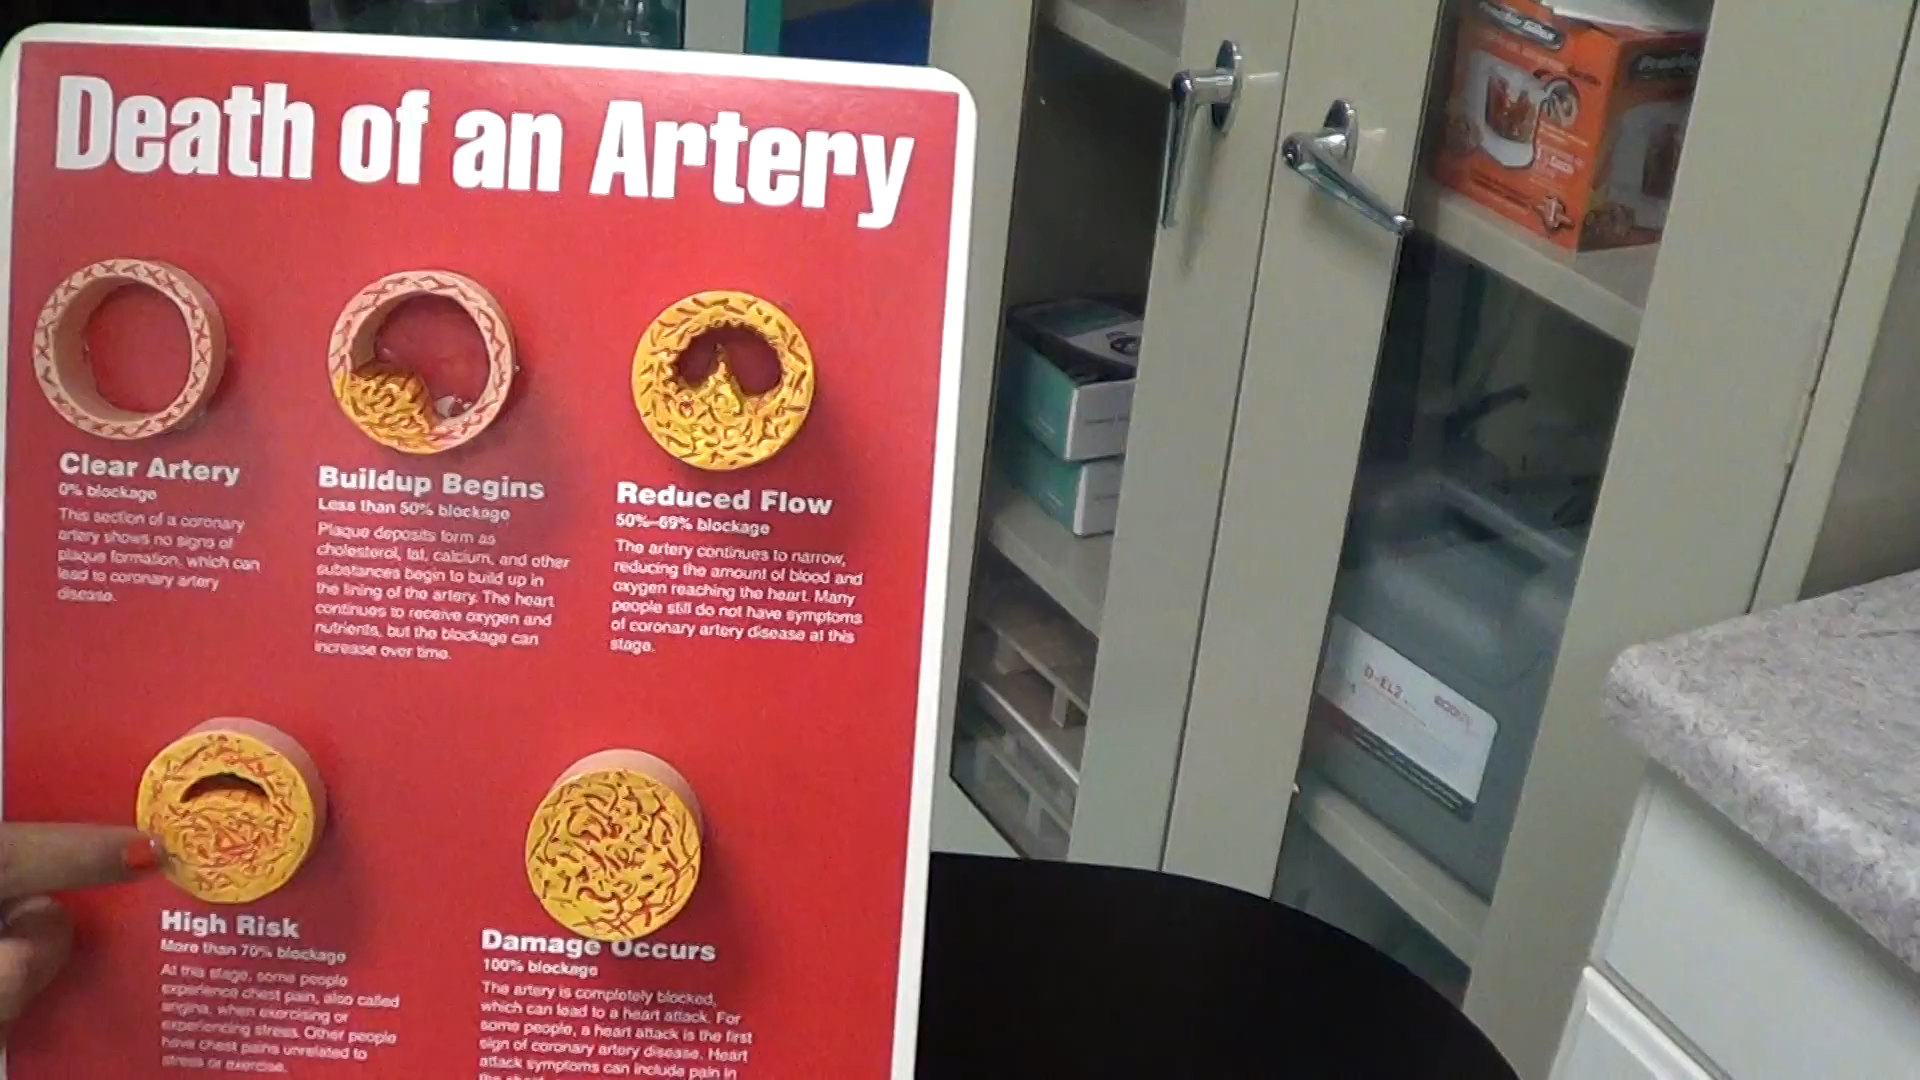 Death of an Artery
Clear Artery
0% blockage
This section of a coronary
artery shows no signs of
plaque formation, which can
lead to coronary artery
disease.
Buildup Begins
Less than 50% blockage
Plaque deposits form as
cholesterol, fat, calcium, and other
substances begin to build up in
the lining of the artery. The heart
continues to receive oxygen and
nutrients, but the blockage can
increase over time.
Reduced Flow
50%–69% blockage
The artery continues to narrow,
reducing the amount of blood and
oxygen reaching the heart. Many
people still do not have symptoms
of coronary artery disease at this
stage.
High Risk
More than 70% blockage
At this stage, some people
experience chest pain, also called
angina, when exercising or
experiencing stress. Other people
have chest pains unrelated to
stress or exercise.
Damage Occurs
100% blockage
The artery is completely blocked,
which can lead to a heart attack. For
some people, a heart attack is the first
sign of coronary artery disease. Heart
attack symptoms can include pain in
Proctor Silex
D-EL2